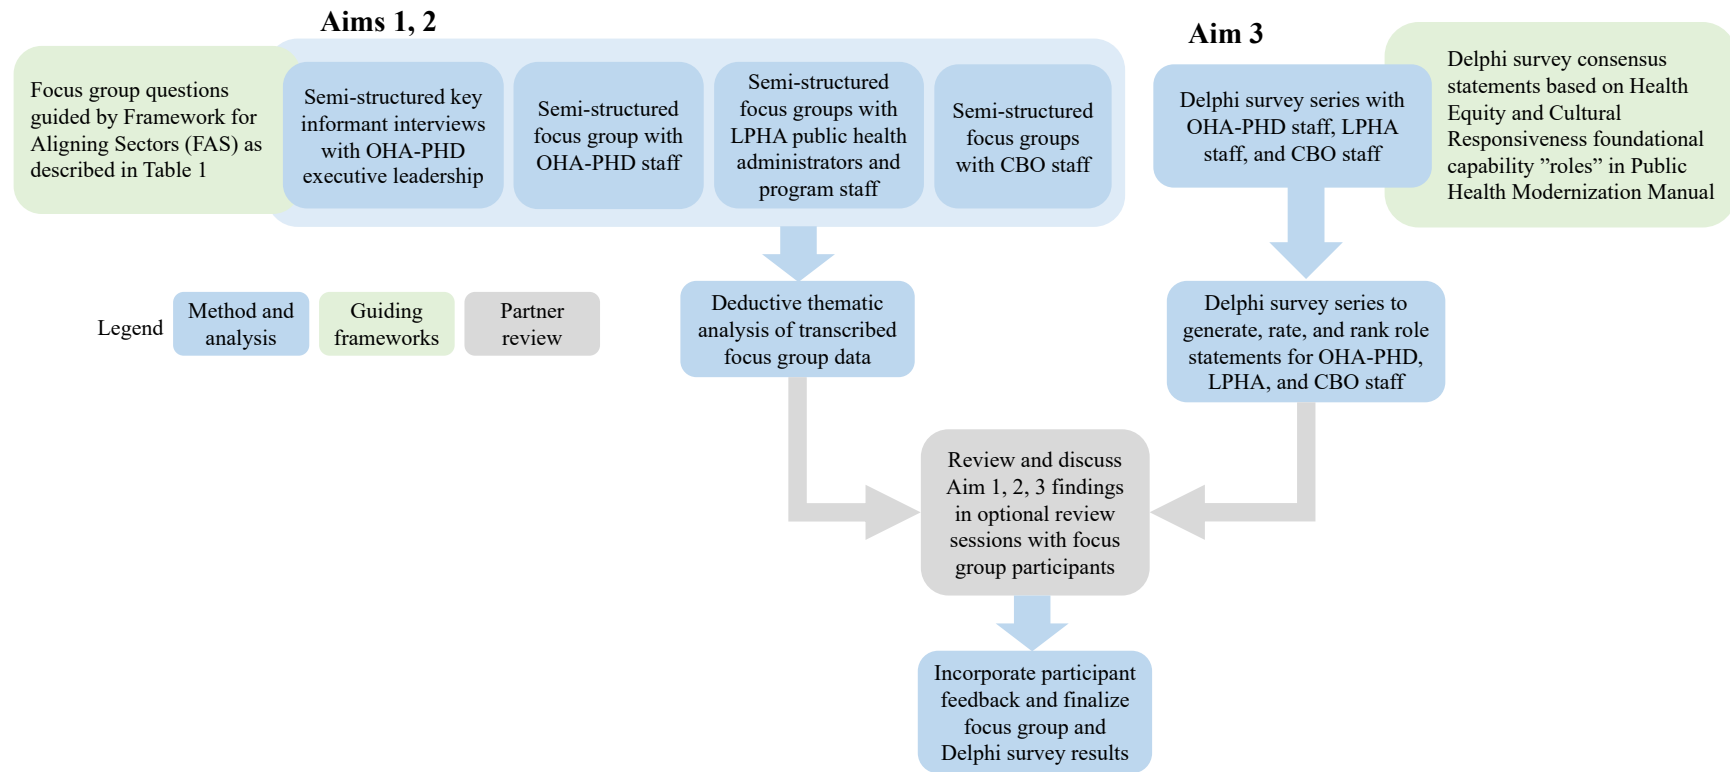 Aims 1, 2
Focus group questions
guided by Framework for
Aligning Sectors (FAS) as
described in Table 1
Semi-structured key
informant interviews
with OHA-PHD
executive leadership
Semi-structured
focus group with
OHA-PHD staff
Semi-structured
focus groups with
LPHA public health
administrators and
program staff
Semi-structured
focus groups
with CBO staff
Aim 3
Delphi survey series with
OHA-PHD staff, LPHA
staff, and CBO staff
Delphi survey consensus
statements based on Health
Equity and Cultural
Responsiveness foundational
capability ”roles” in Public
Health Modernization Manual
Legend
Method and
analysis
Guiding
frameworks
Partner
review
Deductive thematic
analysis of transcribed
focus group data
Delphi survey series to
generate, rate, and rank role
statements for OHA-PHD,
LPHA, and CBO staff
Review and discuss
Aim 1, 2, 3 findings
in optional review
sessions with focus
group participants
Incorporate participant
feedback and finalize
focus group and
Delphi survey results